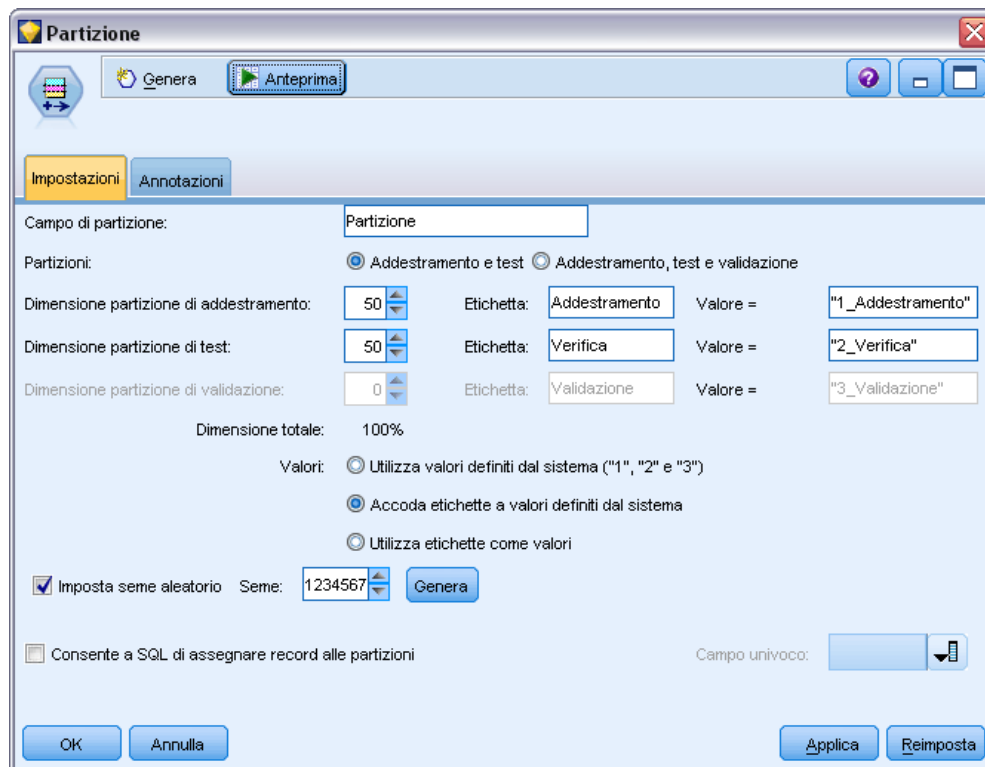 Partizione
Genera Anteprima
Impostazioni Annotazioni
Campo di partizione: Partizione
Partizioni: Addestramento e test Addestramento, test e validazione
Dimensione partizione di addestramento: 50 Etichetta: Addestramento Valore = "1_Addestramento"
Dimensione partizione di test: 50 Etichetta: Verifica Valore = "2_Verifica"
Dimensione partizione di validazione: 0 Etichetta: Validazione Valore = "3_Validazione"
Dimensione totale: 100%
Valori: Utilizza valori definiti dal sistema ("1", "2" e "3")
Accoda etichette a valori definiti dal sistema
Utilizza etichette come valori
Imposta seme aleatorio Seme: 1234567 Genera
Consente a SQL di assegnare record alle partizioni Campo univoco:
OK Annulla Applica Reimposta